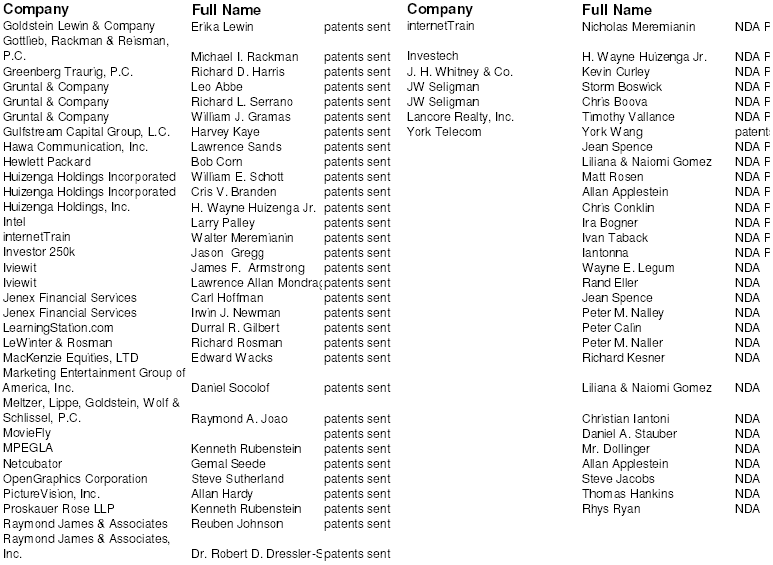 Company Full Name Company Full Name
Goldstein Lewin & Company Erika Lewin patents sent internetTrain Nicholas Meremianin NDA P
Gottlieb, Rackman & Reisman,
P.C. Michael I. Rackman patents sent Investech H. Wayne Huizenga Jr. NDA P
Greenberg Traurig, P.C. Richard D. Harris patents sent J. H. Whitney & Co. Kevin Curley NDA P
Gruntal & Company Leo Abbe patents sent JW Seligman Storm Boswick NDA P
Gruntal & Company Richard L. Serrano patents sent JW Seligman Chris Boova NDA P
Gruntal & Company William J. Gramas patents sent Lancore Realty, Inc. Timothy Vallance NDA P
Gulfstream Capital Group, L.C. Harvey Kaye patents sent York Telecom York Wang patents
Hawa Communication, Inc. Lawrence Sands patents sent Jean Spence NDA P
Hewlett Packard Bob Corn patents sent Liliana & Naiomi Gomez NDA P
Huizenga Holdings Incorporated William E. Schott patents sent Matt Rosen NDA P
Huizenga Holdings Incorporated Cris V. Branden patents sent Allan Applestein NDA P
Huizenga Holdings, Inc. H. Wayne Huizenga Jr. patents sent Chris Conklin NDA P
Intel Larry Palley patents sent Ira Bogner NDA P
internetTrain Walter Meremianin patents sent Ivan Taback NDA P
Investor 250k Jason Gregg patents sent Iantonna NDA P
Iviewit James F. Armstrong patents sent Wayne E. Legum NDA
Iviewit Lawrence Allan Mondrag patents sent Rand Eller NDA
Jenex Financial Services Carl Hoffman patents sent Jean Spence NDA
Jenex Financial Services Irwin J. Newman patents sent Peter M. Nalley NDA
LearningStation.com Durral R. Gilbert patents sent Peter Calin NDA
LeWinter & Rosman Richard Rosman patents sent Peter M. Naller NDA
MacKenzie Equities, LTD Edward Wacks patents sent Richard Kesner NDA
Marketing Entertainment Group of
America, Inc. Daniel Socolof patents sent Liliana & Naiomi Gomez NDA
Meltzer, Lippe, Goldstein, Wolf &
Schlissel, P.C. Raymond A. Joao patents sent Christian Iantoni NDA
MovieFly patents sent Daniel A. Stauber NDA
MPEGLA Kenneth Rubenstein patents sent Mr. Dollinger NDA
Netcubator Gemal Seede patents sent Allan Applestein NDA
OpenGraphics Corporation Steve Sutherland patents sent Steve Jacobs NDA
PictureVision, Inc. Allan Hardy patents sent Thomas Hankins NDA
Proskauer Rose LLP Kenneth Rubenstein patents sent Rhys Ryan NDA
Raymond James & Associates Reuben Johnson patents sent
Raymond James & Associates,
Inc. Dr. Robert D. Dressler-S patents sent